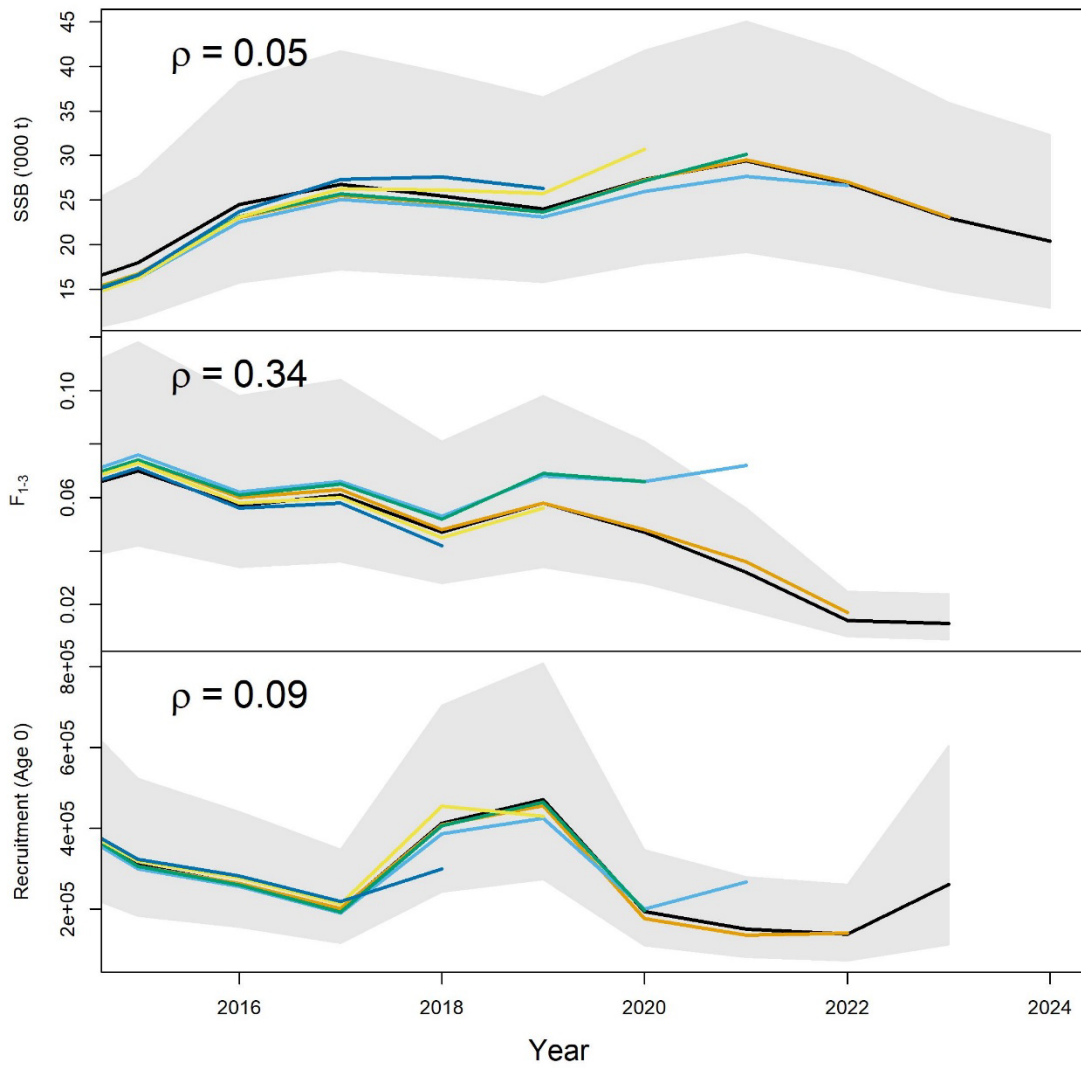 ρ = 0.05
SSB ('000 t)
45
40
35
30
25
20
15
ρ = 0.34
F₁₋₃
0.10
0.06
0.02
ρ = 0.09
Recruitment (Age 0)
8e+05
6e+05
4e+05
2e+05
2016 2018 2020 2022 2024
Year